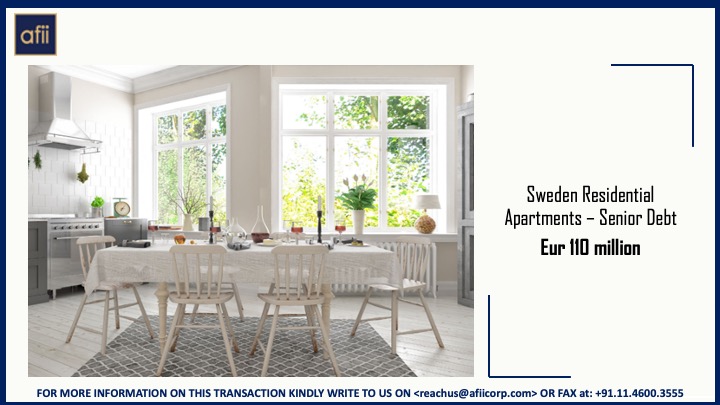 afii
Sweden Residential
Apartments – Senior Debt
Eur 110 million
FOR MORE INFORMATION ON THIS TRANSACTION KINDLY WRITE TO US ON <reachus@afiicorp.com> OR FAX at: +91.11.4600.3555